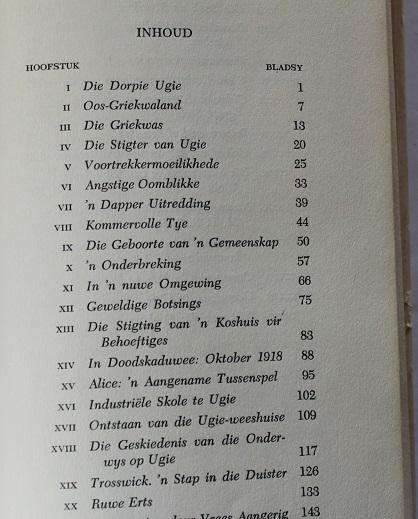 INHOUD
HOOFSTUK BLADSY
I Die Dorpie Ugie 1
II Oos-Griekwaland 7
III Die Griekwas 13
IV Die Stigter van Ugie 20
V Voortrekkermoeilikhede 25
VI Angstige Oomblikke 33
VII 'n Dapper Uitredding 39
VIII Kommervolle Tye 44
IX Die Geboorte van 'n Gemeenskap 50
X 'n Onderbreking 57
XI In 'n nuwe Omgewing 66
XII Geweldige Botsings 75
XIII Die Stigting van 'n Koshuis vir
Behoeftiges 83
XIV In Doodskaduwee: Oktober 1918 88
XV Alice: 'n Aangename Tussenspel 95
XVI Industriële Skole te Ugie 102
XVII Ontstaan van die Ugie-weeshuise 109
XVIII Die Geskiedenis van die Onder-
wys op Ugie 117
XIX Trosswick. 'n Stap in die Duister 126
XX Ruwe Erts 133
deur Vrees Aangerig 143